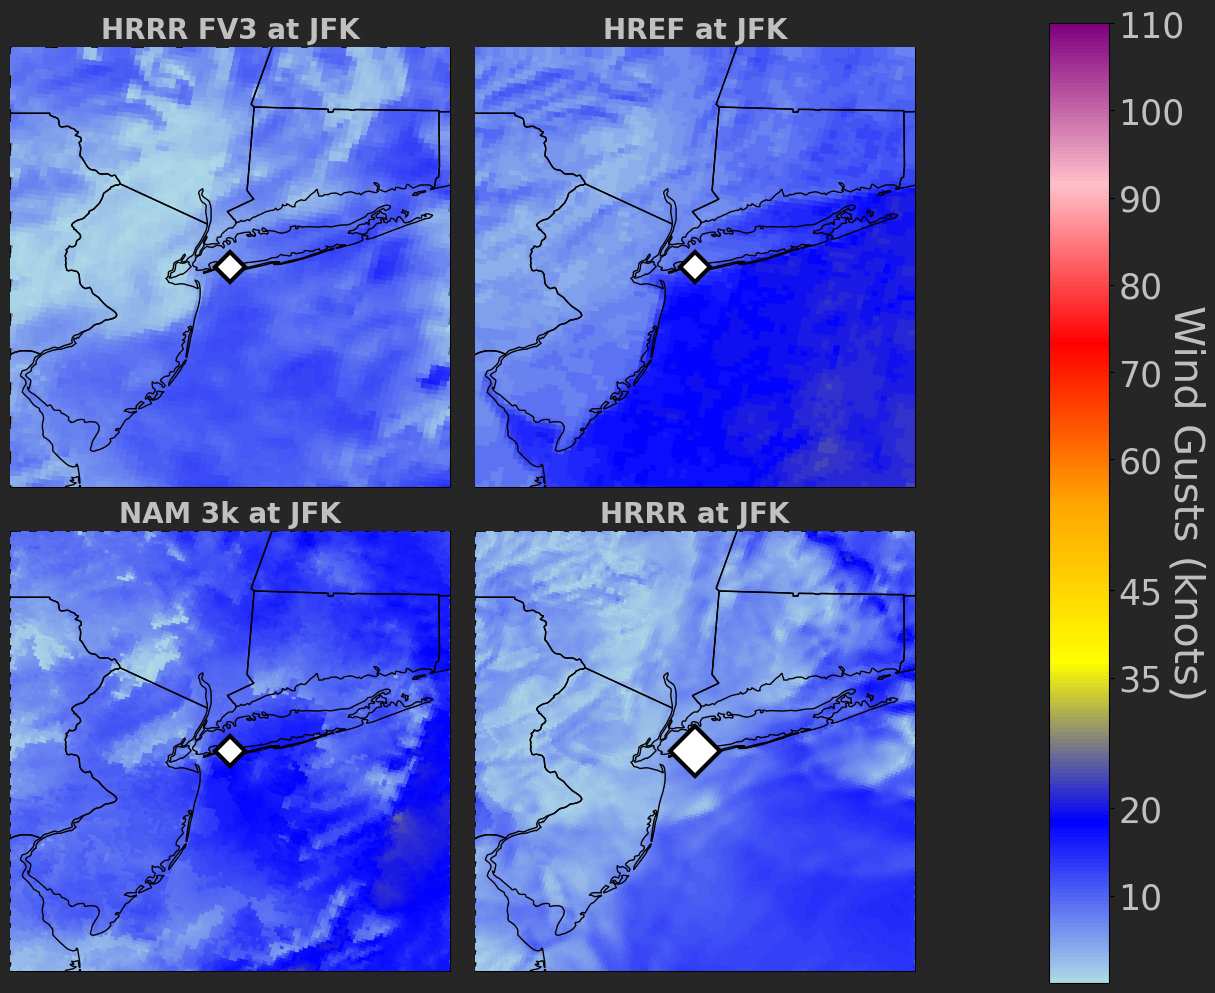 HRRR FV3 at JFK
HREF at JFK
NAM 3k at JFK
HRRR at JFK
110
100
90
80
70
60
45
35
20
10
Wind Gusts (knots)